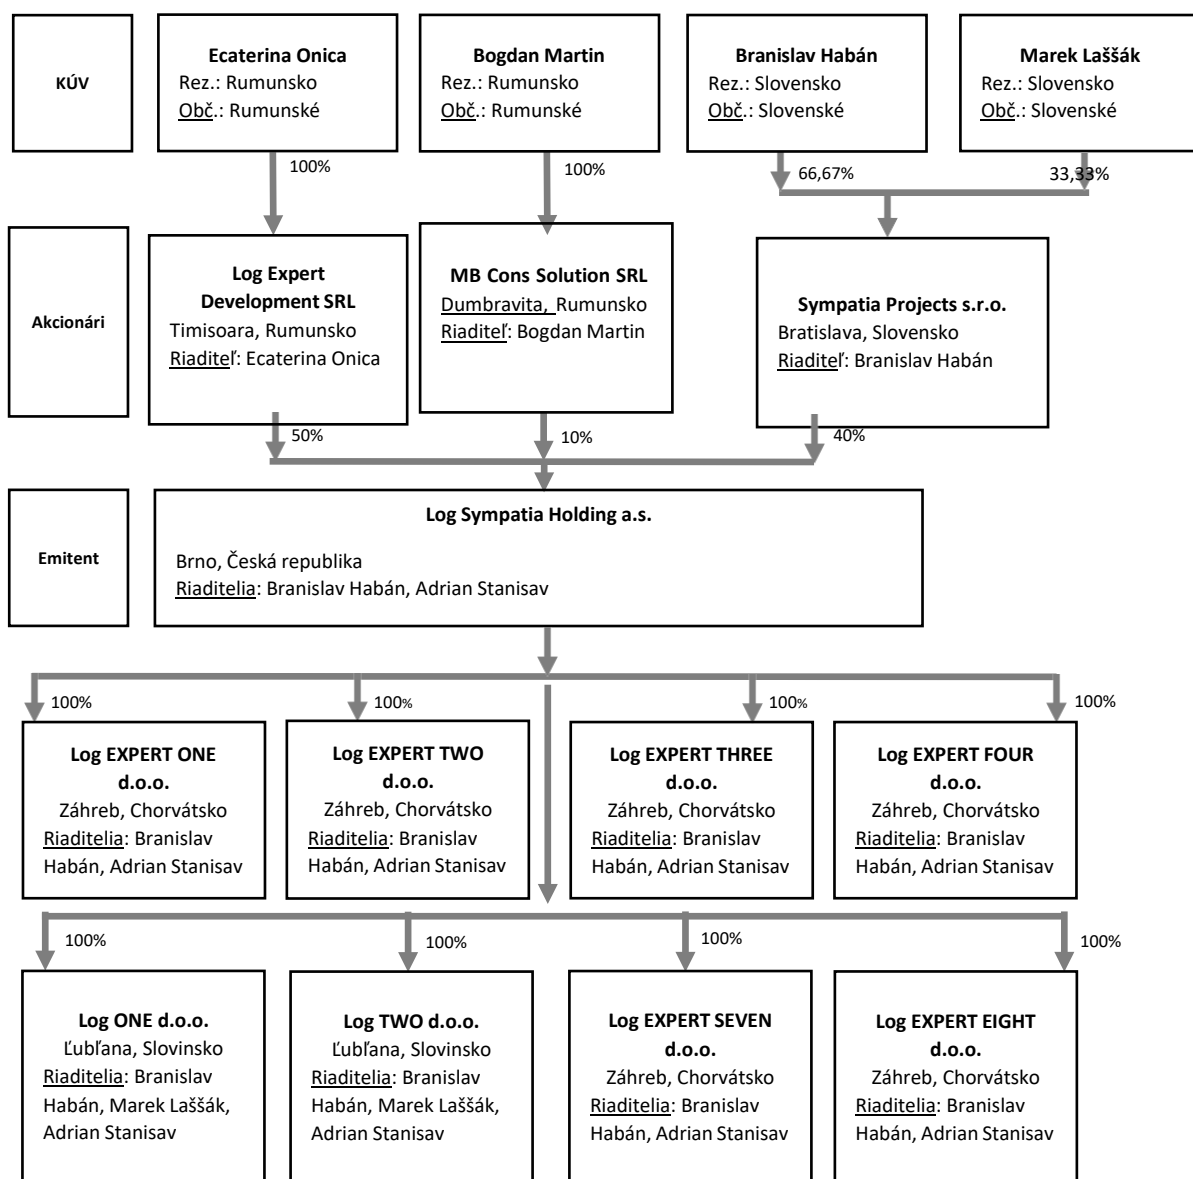 KÚV
Ecaterina Onica
Rez.: Rumunsko
Obč.: Rumunské
Bogdan Martin
Rez.: Rumunsko
Obč.: Rumunské
Branislav Habán
Rez.: Slovensko
Obč.: Slovenské
Marek Laššák
Rez.: Slovensko
Obč.: Slovenské
100%
100%
66,67%
33,33%
Akcionári
Log Expert
Development SRL
Timisoara, Rumunsko
Riaditeľ: Ecaterina Onica
MB Cons Solution SRL
Dumbravita, Rumunsko
Riaditeľ: Bogdan Martin
Sympatia Projects s.r.o.
Bratislava, Slovensko
Riaditeľ: Branislav Habán
50%
10%
40%
Emitent
Log Sympatia Holding a.s.
Brno, Česká republika
Riaditelia: Branislav Habán, Adrian Stanisav
100%
100%
100%
100%
Log EXPERT ONE
d.o.o.
Záhreb, Chorvátsko
Riaditelia: Branislav
Habán, Adrian Stanisav
Log EXPERT TWO
d.o.o.
Záhreb, Chorvátsko
Riaditelia: Branislav
Habán, Adrian Stanisav
Log EXPERT THREE
d.o.o.
Záhreb, Chorvátsko
Riaditelia: Branislav
Habán, Adrian Stanisav
Log EXPERT FOUR
d.o.o.
Záhreb, Chorvátsko
Riaditelia: Branislav
Habán, Adrian Stanisav
100%
100%
100%
100%
Log ONE d.o.o.
Ľubľana, Slovinsko
Riaditelia: Branislav
Habán, Marek Laššák,
Adrian Stanisav
Log TWO d.o.o.
Ľubľana, Slovinsko
Riaditelia: Branislav
Habán, Marek Laššák,
Adrian Stanisav
Log EXPERT SEVEN
d.o.o.
Záhreb, Chorvátsko
Riaditelia: Branislav
Habán, Adrian Stanisav
Log EXPERT EIGHT
d.o.o.
Záhreb, Chorvátsko
Riaditelia: Branislav
Habán, Adrian Stanisav